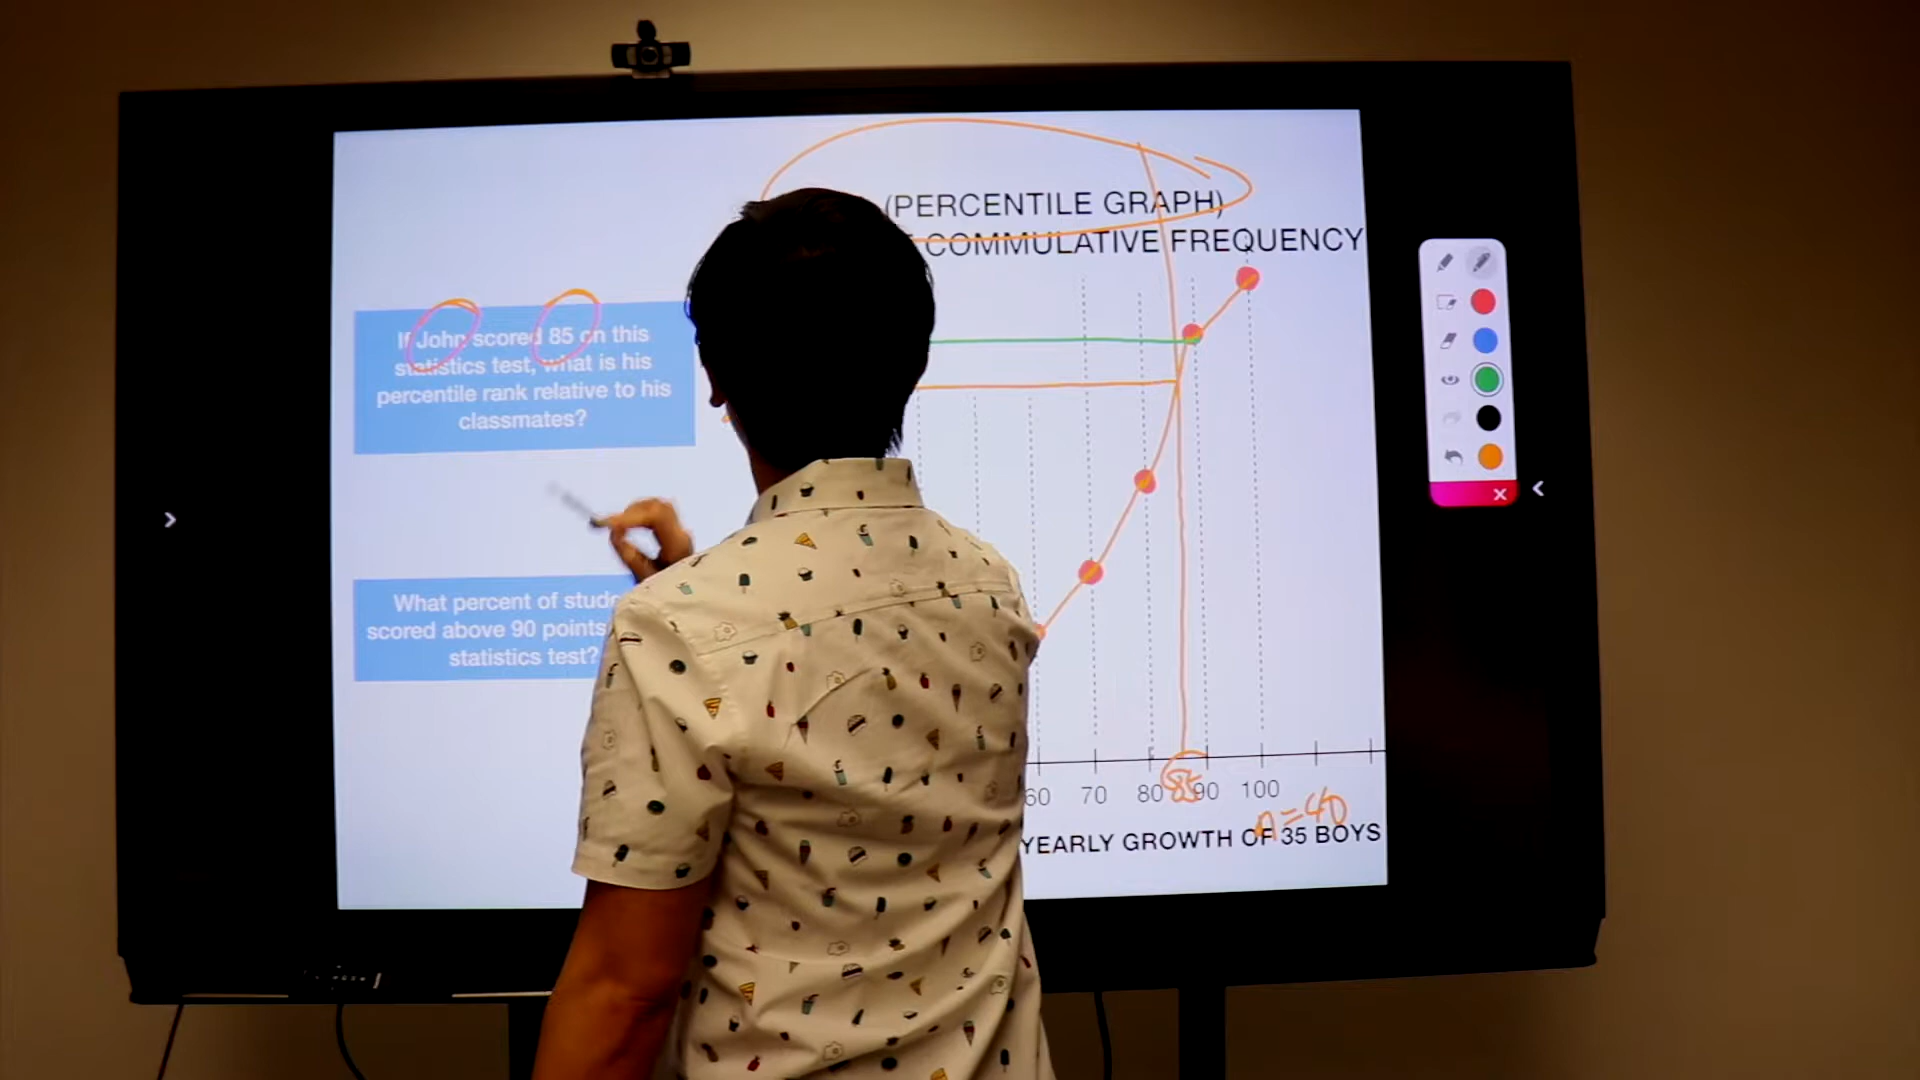 (PERCENTILE GRAPH)
COMMULATIVE FREQUENCY
If John scored 85 on this
statistics test, what is his
percentile rank relative to his
classmates?
What percent of
scored above 90 points
statistics test?
60 70 80 85 90 100
n=40
YEARLY GROWTH OF 35 BOYS